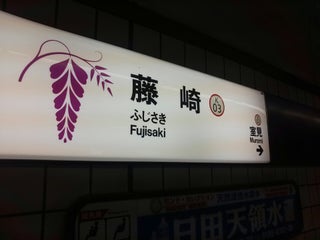 藤崎
ふじさき
Fujisaki
K
03
室見
Muromi
→
日田天領水